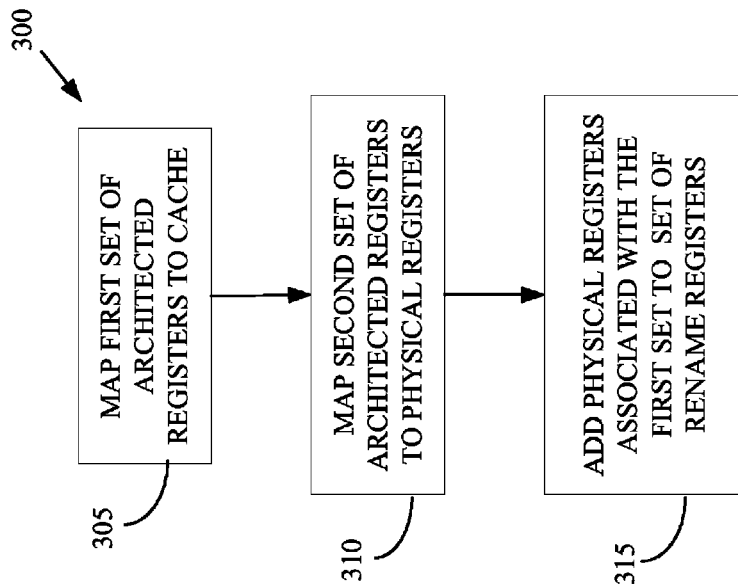 300
MAP FIRST SET OF
ARCHITECTED
REGISTERS TO CACHE
305
MAP SECOND SET OF
ARCHITECTED REGISTERS
TO PHYSICAL REGISTERS
310
ADD PHYSICAL REGISTERS
ASSOCIATED WITH THE
FIRST SET TO SET OF
RENAME REGISTERS
315